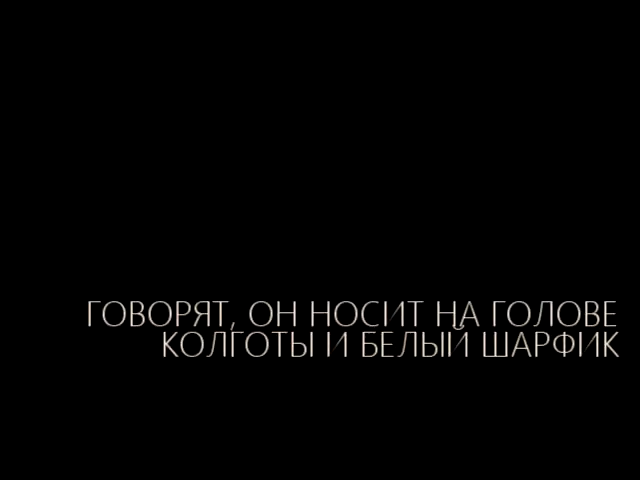 ГОВОРЯТ, ОН НОСИТ НА ГОЛОВЕ
КОЛГОТЫ И БЕЛЫЙ ШАРФИК